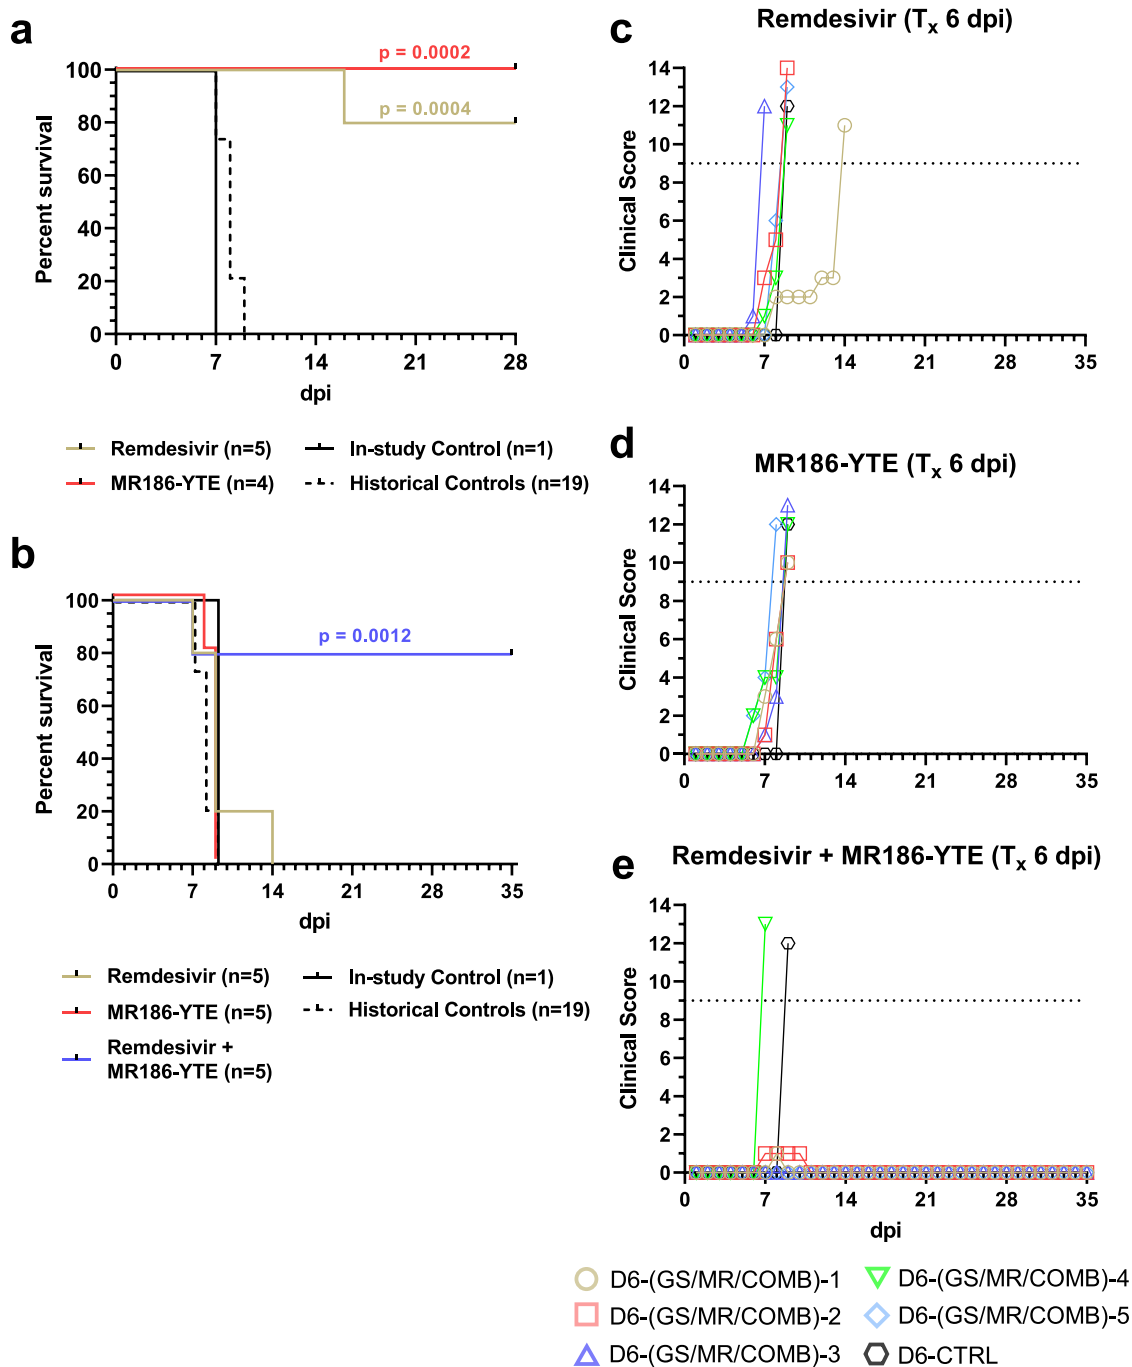 a
p = 0.0002
p = 0.0004
100
80
60
40
20
0
Percent survival
0 7 14 21 28
dpi
Remdesivir (n=5)
In-study Control (n=1)
MR186-YTE (n=4)
Historical Controls (n=19)
b
p = 0.0012
100
80
60
40
20
0
Percent survival
0 7 14 21 28 35
dpi
Remdesivir (n=5)
In-study Control (n=1)
MR186-YTE (n=5)
Historical Controls (n=19)
Remdesivir +
MR186-YTE (n=5)
c
Remdesivir (Tx 6 dpi)
14
12
10
8
6
4
2
0
Clinical Score
0 7 14 21 28 35
d
MR186-YTE (Tx 6 dpi)
14
12
10
8
6
4
2
0
Clinical Score
0 7 14 21 28 35
e
Remdesivir + MR186-YTE (Tx 6 dpi)
14
12
10
8
6
4
2
0
Clinical Score
0 7 14 21 28 35
dpi
D6-(GS/MR/COMB)-1
D6-(GS/MR/COMB)-4
D6-(GS/MR/COMB)-2
D6-(GS/MR/COMB)-5
D6-(GS/MR/COMB)-3
D6-CTRL